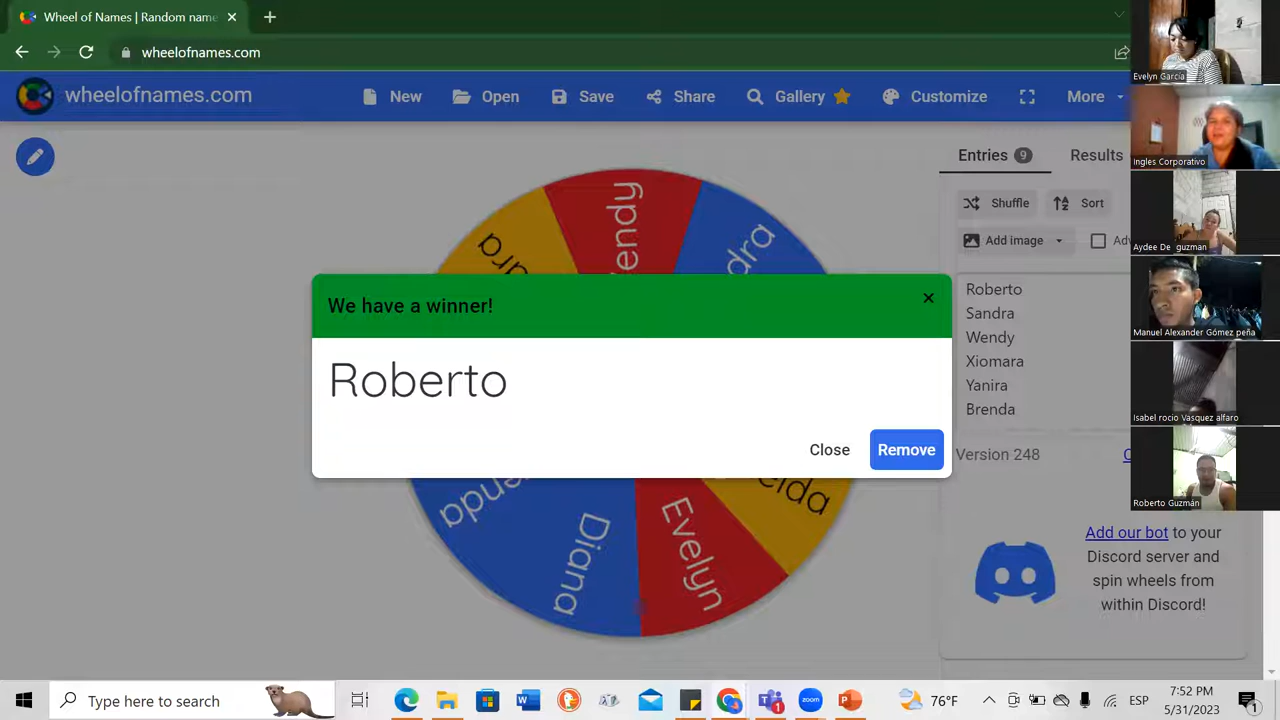 Wheel of Names | Random name
wheelofnames.com
wheelofnames.com
New
Open
Save
Share
Gallery
Customize
More
Entries 9
Results
Shuffle
Sort
Add image
Roberto
Sandra
Wendy
Xiomara
Yanira
Brenda
Version 248
Add our bot to your
Discord server and
spin wheels from
within Discord!
We have a winner!
Roberto
Close
Remove
Diana
Evelyn
Evelyn García
Ingles Corporativo
Aydee De guzman
Manuel Alexander Gómez peña
Isabel rocio Vasquez alfaro
Roberto Guzmán
Type here to search
1
zoom
76°F
ESP
7:52 PM
5/31/2023
1